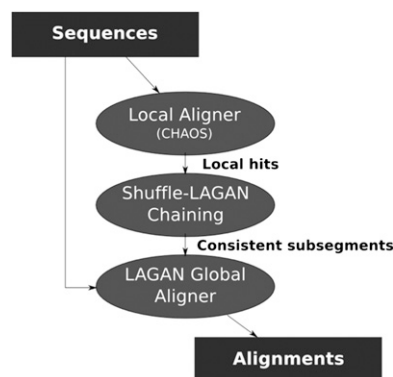 Sequences
Local Aligner
(CHAOS)
Local hits
Shuffle-LAGAN
Chaining
Consistent subsegments
LAGAN Global
Aligner
Alignments